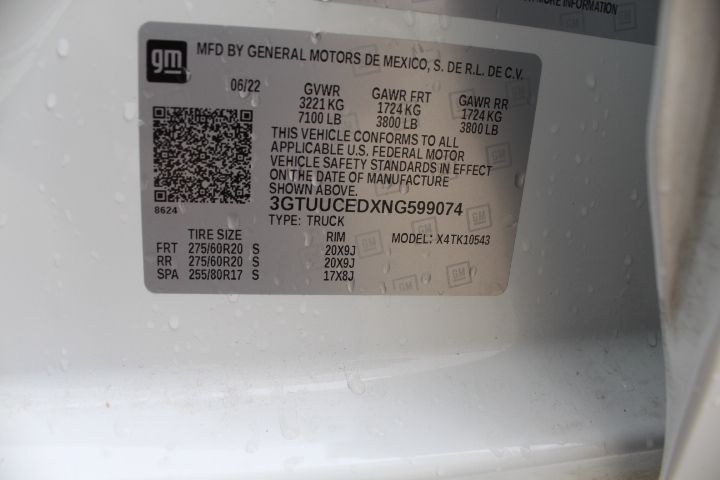 MORE INFORMATION
gm MFD BY GENERAL MOTORS DE MEXICO, S. DE R.L. DE C.V.
06/22 GVWR GAWR FRT GAWR RR
3221 KG 1724 KG 1724 KG
7100 LB 3800 LB 3800 LB
THIS VEHICLE CONFORMS TO ALL
APPLICABLE U.S. FEDERAL MOTOR
VEHICLE SAFETY STANDARDS IN EFFECT
ON THE DATE OF MANUFACTURE
SHOWN ABOVE.
8624
3GTUUCEDXNG599074
TYPE: TRUCK
TIRE SIZE RIM MODEL: X4TK10543
FRT 275/60R20 S 20X9J
RR 275/60R20 S 20X9J
SPA 255/80R17 S 17X8J